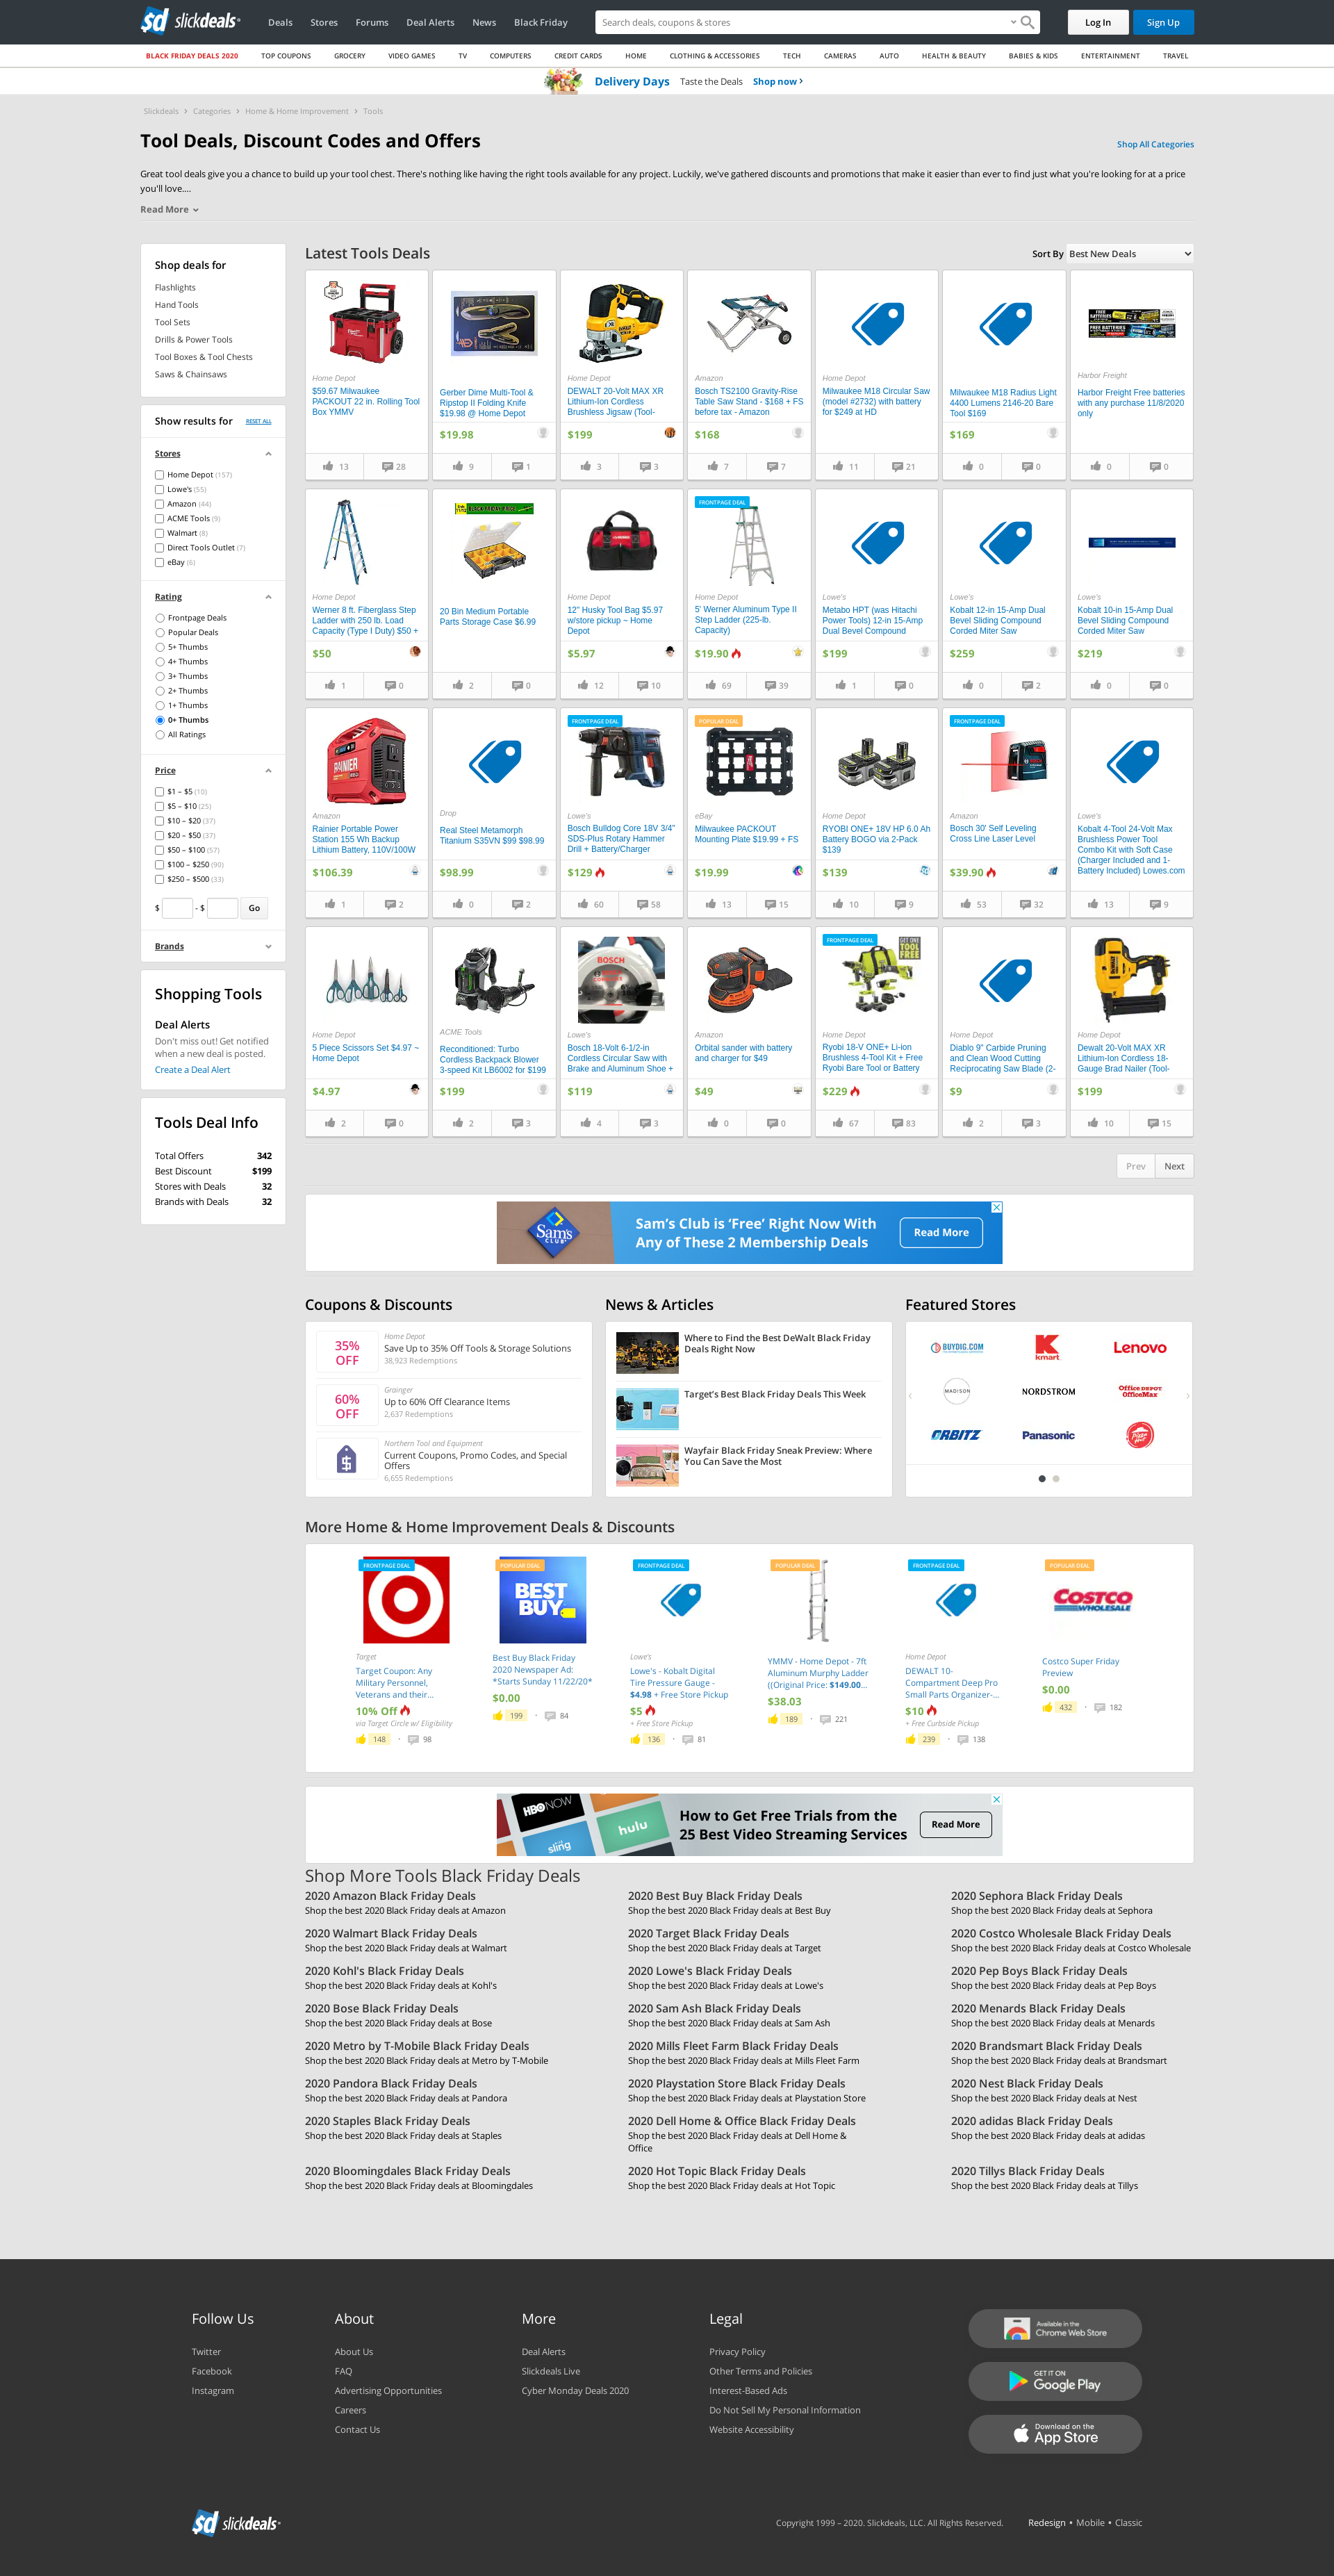 sd slickdeals
Deals Stores Forums Deal Alerts News Black Friday
Search deals, coupons & stores
Log In
Sign Up
BLACK FRIDAY DEALS 2020 TOP COUPONS GROCERY VIDEO GAMES TV COMPUTERS CREDIT CARDS HOME CLOTHING & ACCESSORIES TECH CAMERAS AUTO HEALTH & BEAUTY BABIES & KIDS ENTERTAINMENT TRAVEL
Delivery Days Taste the Deals Shop now
Slickdeals Categories Home & Home Improvement Tools
Tool Deals, Discount Codes and Offers
Shop All Categories
Great tool deals give you a chance to build up your tool chest. There's nothing like having the right tools available for any project. Luckily, we've gathered discounts and promotions that make it easier than ever to find just what you're looking for at a price
you'll love....
Read More
Shop deals for
Flashlights
Hand Tools
Tool Sets
Drills & Power Tools
Tool Boxes & Tool Chests
Saws & Chainsaws
Show results for RESET ALL
Stores
Home Depot (157)
Lowe's (55)
Amazon (44)
ACME Tools (9)
Walmart (8)
Direct Tools Outlet (7)
eBay (6)
Rating
Frontpage Deals
Popular Deals
5+ Thumbs
4+ Thumbs
3+ Thumbs
2+ Thumbs
1+ Thumbs
0+ Thumbs
All Ratings
Price
$1 – $5 (10)
$5 – $10 (25)
$10 – $20 (37)
$20 – $50 (37)
$50 – $100 (57)
$100 – $250 (90)
$250 – $500 (33)
$ - $ Go
Brands
Shopping Tools
Deal Alerts
Don't miss out! Get notified
when a new deal is posted.
Create a Deal Alert
Tools Deal Info
Total Offers 342
Best Discount $199
Stores with Deals 32
Brands with Deals 32
Latest Tools Deals
Sort By Best New Deals
Home Depot
$59.67 Milwaukee
PACKOUT 22 in. Rolling Tool
Box YMMV
13 28
Gerber Dime Multi-Tool &
Ripstop II Folding Knife
$19.98 @ Home Depot
$19.98
9 1
Home Depot
DEWALT 20-Volt MAX XR
Lithium-Ion Cordless
Brushless Jigsaw (Tool-
$199
3 3
Amazon
Bosch TS2100 Gravity-Rise
Table Saw Stand - $168 + FS
before tax - Amazon
$168
7 7
Home Depot
Milwaukee M18 Circular Saw
(model #2732) with battery
for $249 at HD
11 21
Milwaukee M18 Radius Light
4400 Lumens 2146-20 Bare
Tool $169
$169
0 0
Harbor Freight
Harbor Freight Free batteries
with any purchase 11/8/2020
only
0 0
Home Depot
Werner 8 ft. Fiberglass Step
Ladder with 250 lb. Load
Capacity (Type I Duty) $50 +
$50
1 0
20 Bin Medium Portable
Parts Storage Case $6.99
2 0
Home Depot
12" Husky Tool Bag $5.97
w/store pickup ~ Home
Depot
$5.97
12 10
FRONTPAGE DEAL
Home Depot
5' Werner Aluminum Type II
Step Ladder (225-lb.
Capacity)
$19.90
69 39
Lowe's
Metabo HPT (was Hitachi
Power Tools) 12-in 15-Amp
Dual Bevel Compound
$199
1 0
Lowe's
Kobalt 12-in 15-Amp Dual
Bevel Sliding Compound
Corded Miter Saw
$259
0 2
Lowe's
Kobalt 10-in 15-Amp Dual
Bevel Sliding Compound
Corded Miter Saw
$219
0 0
RAINIER
Amazon
Rainier Portable Power
Station 155 Wh Backup
Lithium Battery, 110V/100W
$106.39
1 2
Drop
Real Steel Metamorph
Titanium S35VN $99 $98.99
$98.99
0 2
FRONTPAGE DEAL
Lowe's
Bosch Bulldog Core 18V 3/4"
SDS-Plus Rotary Hammer
Drill + Battery/Charger
$129
60 58
POPULAR DEAL
eBay
Milwaukee PACKOUT
Mounting Plate $19.99 + FS
$19.99
13 15
Home Depot
RYOBI ONE+ 18V HP 6.0 Ah
Battery BOGO via 2-Pack
$139
$139
10 9
FRONTPAGE DEAL
Amazon
Bosch 30' Self Leveling
Cross Line Laser Level
$39.90
53 32
Lowe's
Kobalt 4-Tool 24-Volt Max
Brushless Power Tool
Combo Kit with Soft Case
(Charger Included and 1-
Battery Included) Lowes.com
13 9
Home Depot
5 Piece Scissors Set $4.97 ~
Home Depot
$4.97
2 0
ACME Tools
Reconditioned: Turbo
Cordless Backpack Blower
3-speed Kit LB6002 for $199
$199
2 3
BOSCH
Lowe's
Bosch 18-Volt 6-1/2-in
Cordless Circular Saw with
Brake and Aluminum Shoe +
$119
4 3
Amazon
Orbital sander with battery
and charger for $49
$49
0 0
FRONTPAGE DEAL
GET ONE
TOOL
FREE
Home Depot
Ryobi 18-V ONE+ Li-ion
Brushless 4-Tool Kit + Free
Ryobi Bare Tool or Battery
$229
67 83
Home Depot
Diablo 9" Carbide Pruning
and Clean Wood Cutting
Reciprocating Saw Blade (2-
$9
2 3
Home Depot
Dewalt 20-Volt MAX XR
Lithium-Ion Cordless 18-
Gauge Brad Nailer (Tool-
$199
10 15
Prev Next
Sam's CLUB
Sam's Club is 'Free' Right Now With
Any of These 2 Membership Deals
Read More
Coupons & Discounts
35%
OFF
Home Depot
Save Up to 35% Off Tools & Storage Solutions
38,923 Redemptions
60%
OFF
Grainger
Up to 60% Off Clearance Items
2,637 Redemptions
Northern Tool and Equipment
Current Coupons, Promo Codes, and Special
Offers
6,655 Redemptions
News & Articles
Where to Find the Best DeWalt Black Friday
Deals Right Now
Target's Best Black Friday Deals This Week
Wayfair Black Friday Sneak Preview: Where
You Can Save the Most
Featured Stores
BUYDIG.COM
kmart
Lenovo
MADISON
NORDSTROM
Office DEPOT
OfficeMax
ORBITZ
Panasonic
Pizza Hut
More Home & Home Improvement Deals & Discounts
FRONTPAGE DEAL
Target
Target Coupon: Any
Military Personnel,
Veterans and their...
10% Off
via Target Circle w/ Eligibility
148 98
POPULAR DEAL
BEST BUY
Best Buy Black Friday
2020 Newspaper Ad:
*Starts Sunday 11/22/20*
$0.00
199 84
FRONTPAGE DEAL
Lowe's
Lowe's - Kobalt Digital
Tire Pressure Gauge -
$4.98 + Free Store Pickup
$5
+ Free Store Pickup
136 81
POPULAR DEAL
YMMV - Home Depot - 7ft
Aluminum Murphy Ladder
((Original Price: $149.00...
$38.03
189 221
FRONTPAGE DEAL
Home Depot
DEWALT 10-
Compartment Deep Pro
Small Parts Organizer-...
$10
+ Free Curbside Pickup
239 138
POPULAR DEAL
COSTCO
WHOLESALE
Costco Super Friday
Preview
$0.00
432 182
HBO NOW
sling
hulu
How to Get Free Trials from the
25 Best Video Streaming Services
Read More
Shop More Tools Black Friday Deals
2020 Amazon Black Friday Deals
Shop the best 2020 Black Friday deals at Amazon
2020 Best Buy Black Friday Deals
Shop the best 2020 Black Friday deals at Best Buy
2020 Sephora Black Friday Deals
Shop the best 2020 Black Friday deals at Sephora
2020 Walmart Black Friday Deals
Shop the best 2020 Black Friday deals at Walmart
2020 Target Black Friday Deals
Shop the best 2020 Black Friday deals at Target
2020 Costco Wholesale Black Friday Deals
Shop the best 2020 Black Friday deals at Costco Wholesale
2020 Kohl's Black Friday Deals
Shop the best 2020 Black Friday deals at Kohl's
2020 Lowe's Black Friday Deals
Shop the best 2020 Black Friday deals at Lowe's
2020 Pep Boys Black Friday Deals
Shop the best 2020 Black Friday deals at Pep Boys
2020 Bose Black Friday Deals
Shop the best 2020 Black Friday deals at Bose
2020 Sam Ash Black Friday Deals
Shop the best 2020 Black Friday deals at Sam Ash
2020 Menards Black Friday Deals
Shop the best 2020 Black Friday deals at Menards
2020 Metro by T-Mobile Black Friday Deals
Shop the best 2020 Black Friday deals at Metro by T-Mobile
2020 Mills Fleet Farm Black Friday Deals
Shop the best 2020 Black Friday deals at Mills Fleet Farm
2020 Brandsmart Black Friday Deals
Shop the best 2020 Black Friday deals at Brandsmart
2020 Pandora Black Friday Deals
Shop the best 2020 Black Friday deals at Pandora
2020 Playstation Store Black Friday Deals
Shop the best 2020 Black Friday deals at Playstation Store
2020 Nest Black Friday Deals
Shop the best 2020 Black Friday deals at Nest
2020 Staples Black Friday Deals
Shop the best 2020 Black Friday deals at Staples
2020 Dell Home & Office Black Friday Deals
Shop the best 2020 Black Friday deals at Dell Home &
Office
2020 adidas Black Friday Deals
Shop the best 2020 Black Friday deals at adidas
2020 Bloomingdales Black Friday Deals
Shop the best 2020 Black Friday deals at Bloomingdales
2020 Hot Topic Black Friday Deals
Shop the best 2020 Black Friday deals at Hot Topic
2020 Tillys Black Friday Deals
Shop the best 2020 Black Friday deals at Tillys
Follow Us
Twitter
Facebook
Instagram
About
About Us
FAQ
Advertising Opportunities
Careers
Contact Us
More
Deal Alerts
Slickdeals Live
Cyber Monday Deals 2020
Legal
Privacy Policy
Other Terms and Policies
Interest-Based Ads
Do Not Sell My Personal Information
Website Accessibility
Available in the
Chrome Web Store
GET IT ON
Google Play
Download on the
App Store
sd slickdeals
Copyright 1999 – 2020. Slickdeals, LLC. All Rights Reserved.
Redesign • Mobile • Classic